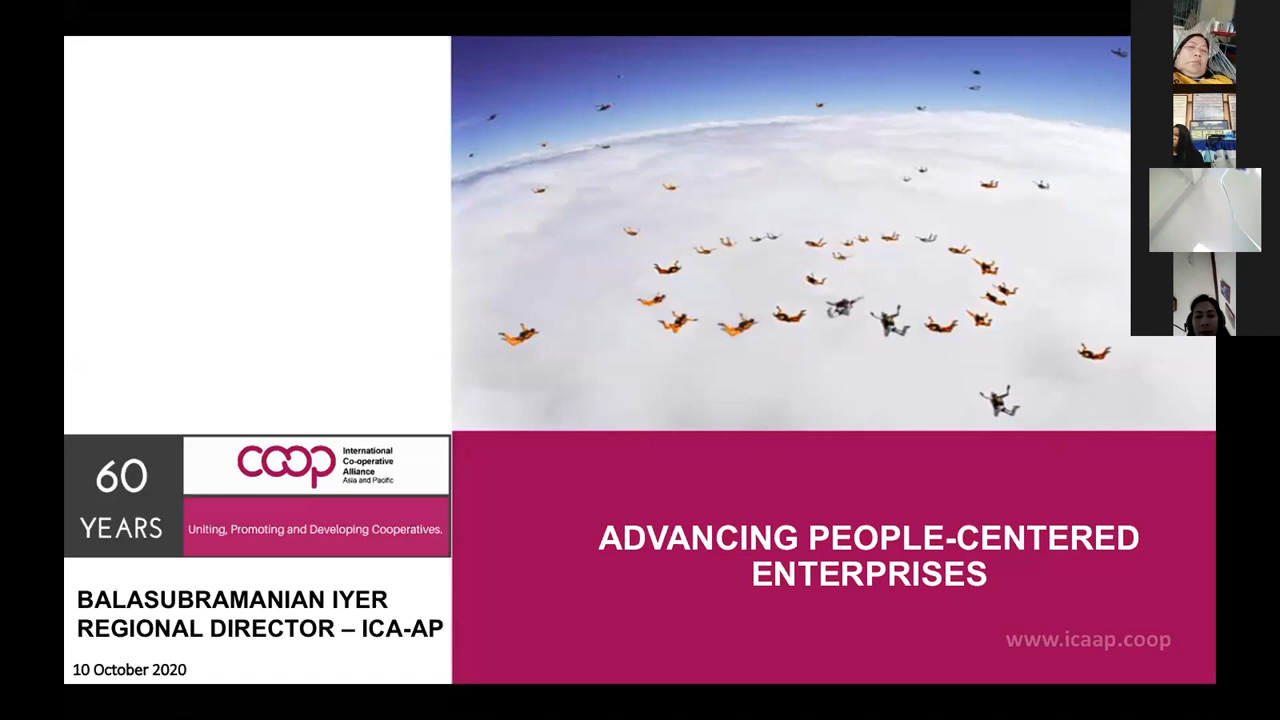 60
YEARS
coop
International
Co-operative
Alliance
Asia and Pacific
Uniting, Promoting and Developing Cooperatives.
BALASUBRAMANIAN IYER
REGIONAL DIRECTOR – ICA-AP
10 October 2020
ADVANCING PEOPLE-CENTERED
ENTERPRISES
www.icaap.coop